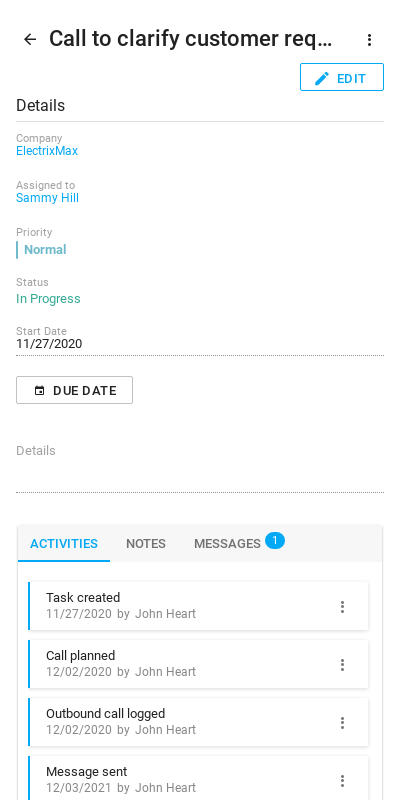 Call to clarify customer req...
EDIT
Details
Company
ElectrixMax
Assigned to
Sammy Hill
Priority
Normal
Status
In Progress
Start Date
11/27/2020
DUE DATE
Details
ACTIVITIES NOTES MESSAGES 1
Task created
11/27/2020 by John Heart
Call planned
12/02/2020 by John Heart
Outbound call logged
12/02/2020 by John Heart
Message sent
12/03/2021 by John Heart